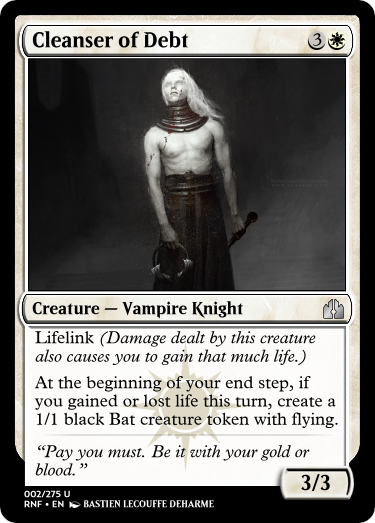 Cleanser of Debt 3
Creature — Vampire Knight
Lifelink (Damage dealt by this creature
also causes you to gain that much life.)
At the beginning of your end step, if
you gained or lost life this turn, create a
1/1 black Bat creature token with flying.
"Pay you must. Be it with your gold or
blood."
3/3
002/275 U
RNF • EN BASTIEN LECOUFFE DEHARME